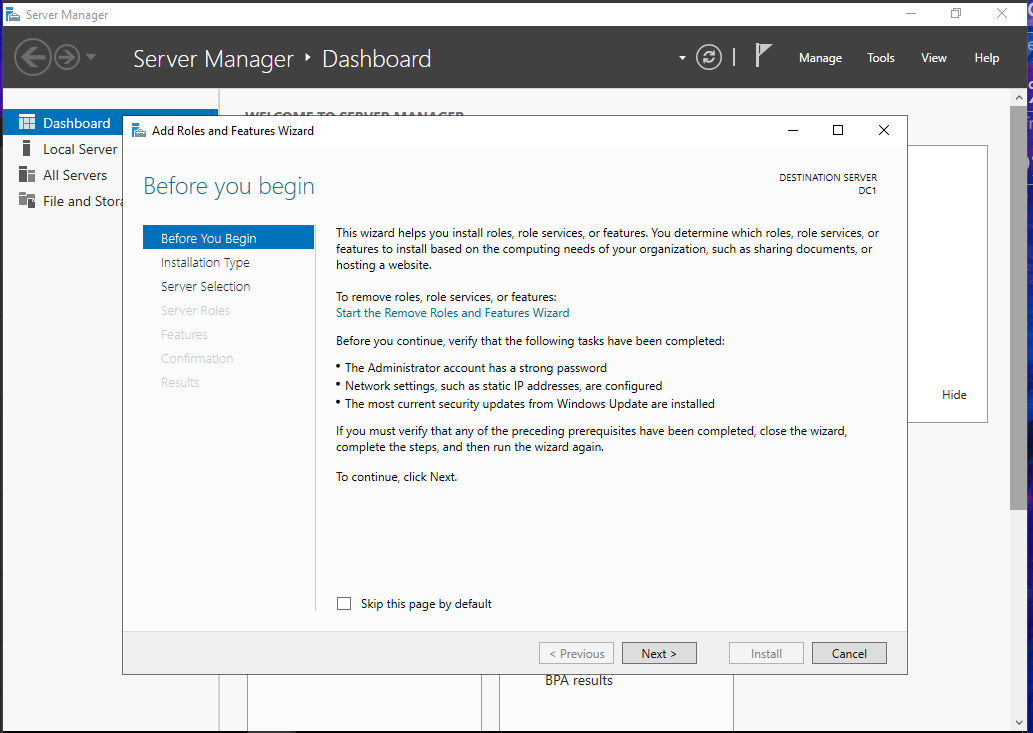 Server Manager
Server Manager ‣ Dashboard
Manage Tools View Help
Dashboard
Local Server
All Servers
File and Stora
WELCOME TO SERVER MANAGER
Add Roles and Features Wizard
Before you begin
DESTINATION SERVER
DC1
Before You Begin
Installation Type
Server Selection
Server Roles
Features
Confirmation
Results
This wizard helps you install roles, role services, or features. You determine which roles, role services, or
features to install based on the computing needs of your organization, such as sharing documents, or
hosting a website.
To remove roles, role services, or features:
Start the Remove Roles and Features Wizard
Before you continue, verify that the following tasks have been completed:
• The Administrator account has a strong password
• Network settings, such as static IP addresses, are configured
• The most current security updates from Windows Update are installed
If you must verify that any of the preceding prerequisites have been completed, close the wizard,
complete the steps, and then run the wizard again.
To continue, click Next.
Skip this page by default
< Previous Next > Install Cancel
Hide
BPA results